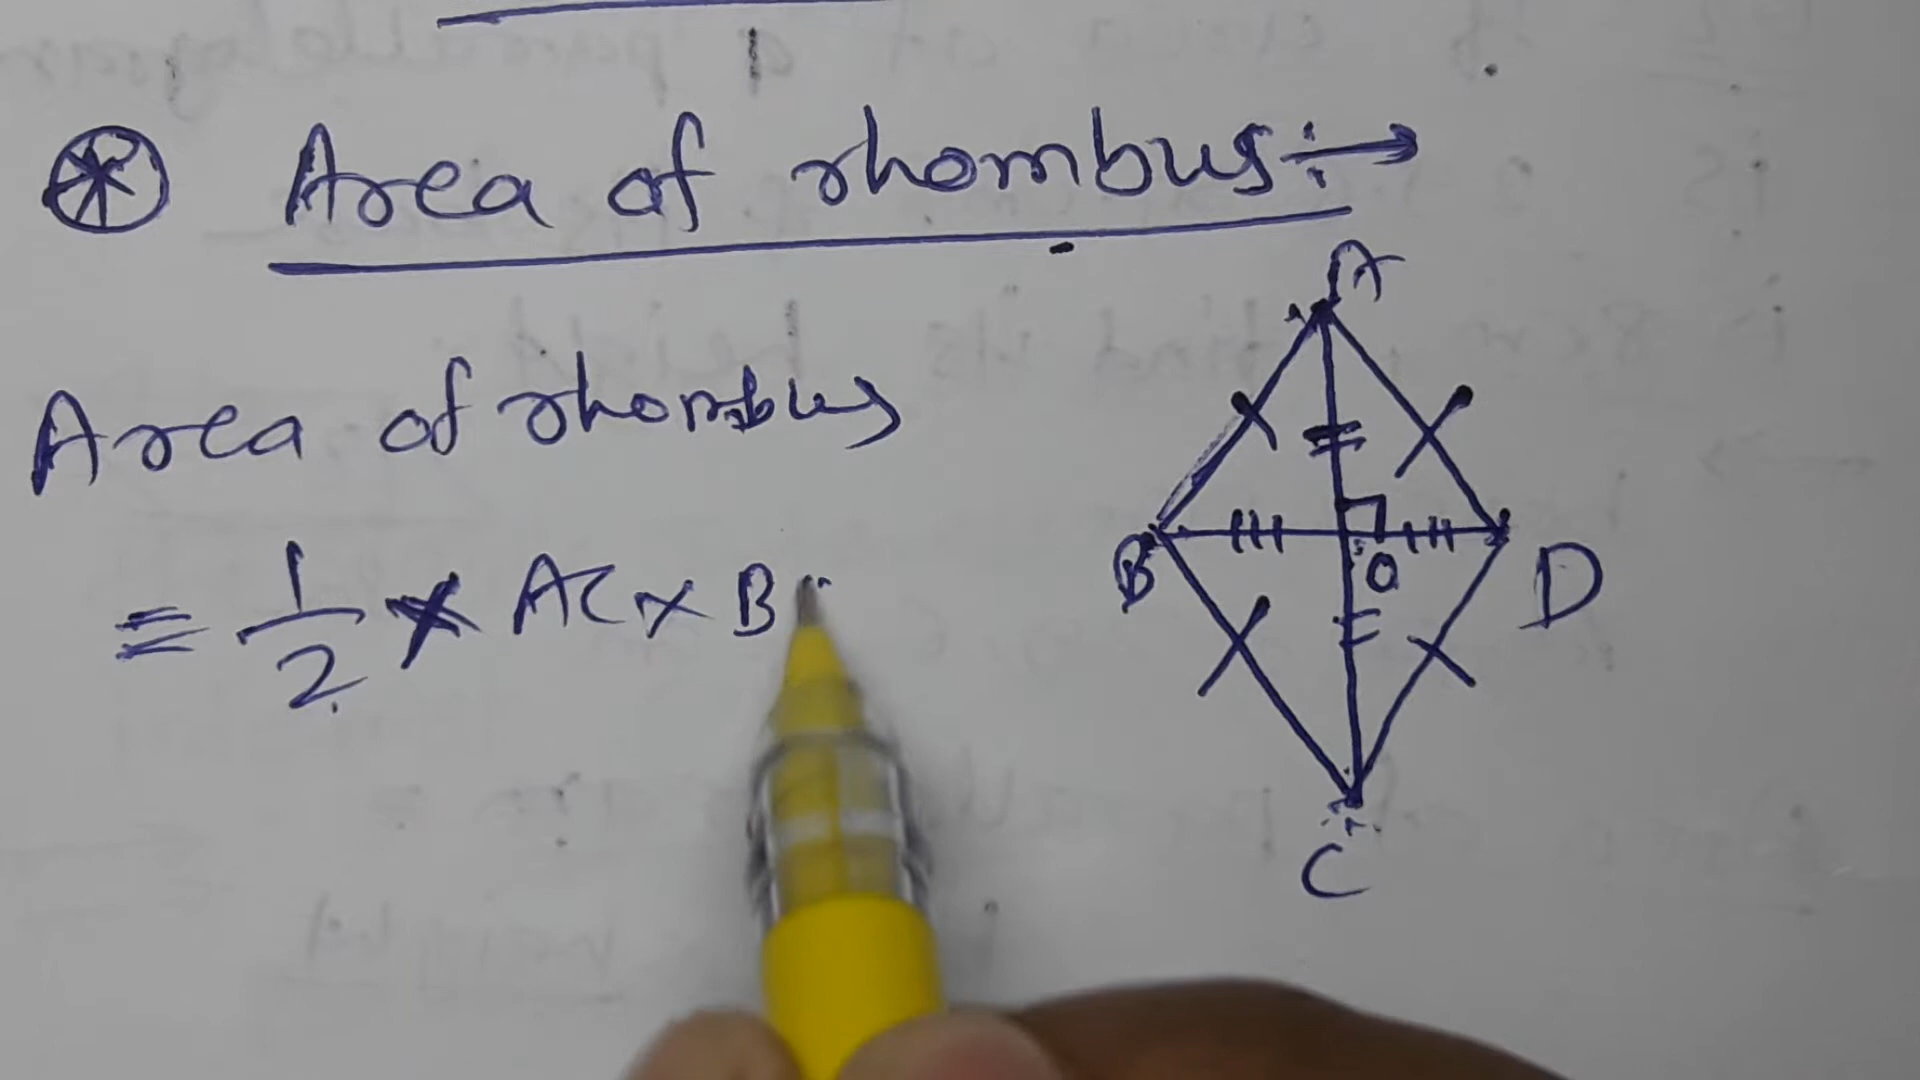 Area of rhombus:→
Area of rhombus
= 1/2 × AC × B
A
B
O
D
C